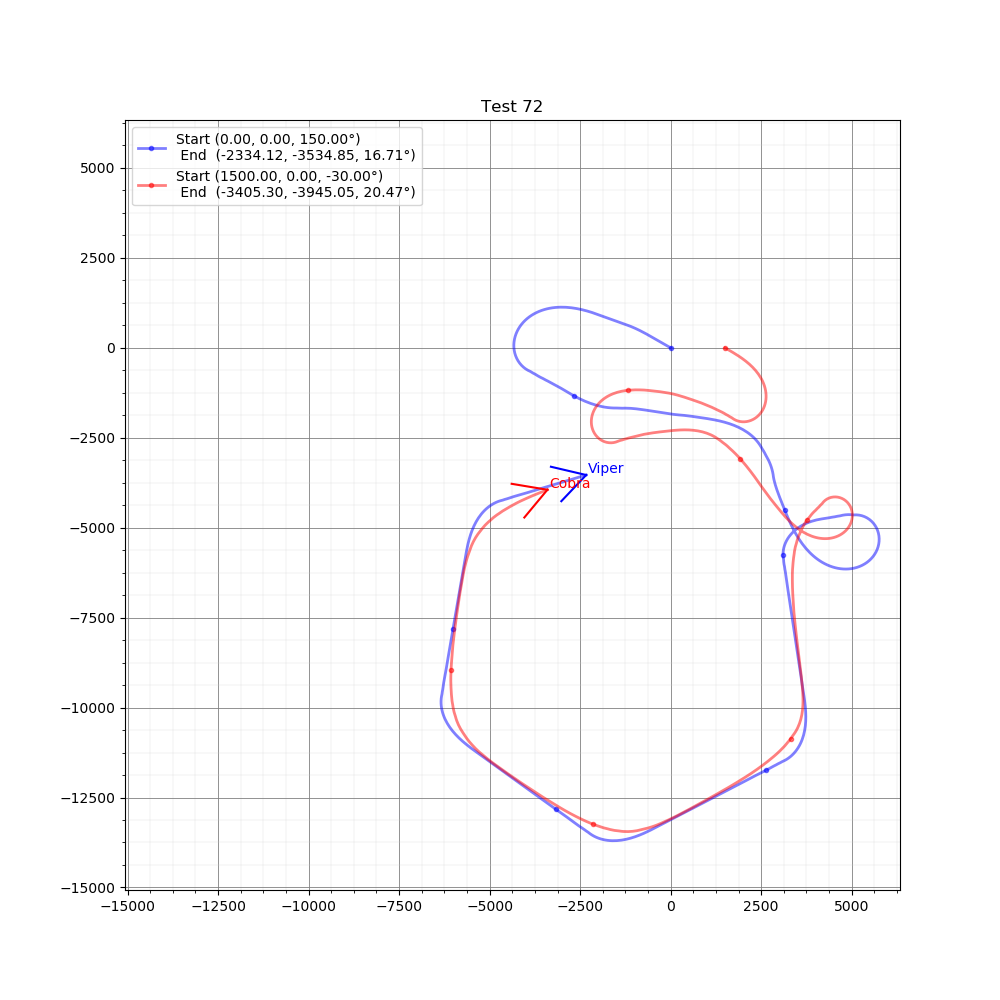 Test 72
Start (0.00, 0.00, 150.00°)
End  (-2334.12, -3534.85, 16.71°)
Start (1500.00, 0.00, -30.00°)
End  (-3405.30, -3945.05, 20.47°)
5000
2500
0
−2500
−5000
−7500
−10000
−12500
−15000
Viper
Cobra
−15000 −12500 −10000 −7500 −5000 −2500 0 2500 5000